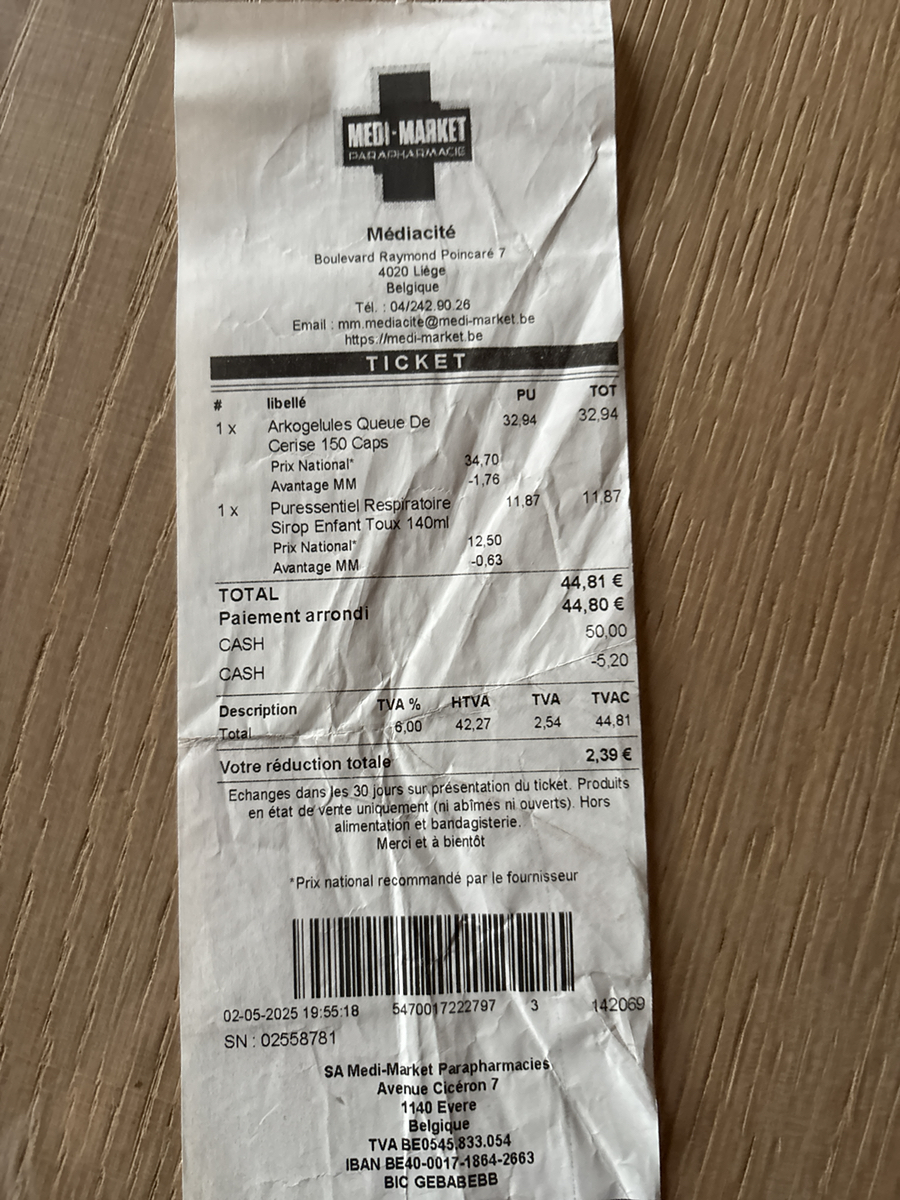 MEDI-MARKET
PARAPHARMACIE
Médiacité
Boulevard Raymond Poincaré 7
4020 Liège
Belgique
Tél. : 04/242.90.26
Email : mm.mediacite@medi-market.be
https://medi-market.be
TICKET
# libellé PU TOT
1 x Arkogelules Queue De 32,94 32,94
Cerise 150 Caps
Prix National* 34,70
Avantage MM -1,76
1 x Puressentiel Respiratoire 11,87 11,87
Sirop Enfant Toux 140ml
Prix National* 12,50
Avantage MM -0,63
TOTAL 44,81 €
Paiement arrondi 44,80 €
CASH 50,00
CASH -5,20
Description TVA % HTVA TVA TVAC
Total 6,00 42,27 2,54 44,81
Votre réduction totale 2,39 €
Echanges dans les 30 jours sur présentation du ticket. Produits
en état de vente uniquement (ni abîmés ni ouverts). Hors
alimentation et bandagisterie.
Merci et à bientôt
*Prix national recommandé par le fournisseur
02-05-2025 19:55:18 5470017222797 3 142069
SN : 02558781
SA Medi-Market Parapharmacies
Avenue Cicéron 7
1140 Evere
Belgique
TVA BE0545.833.054
IBAN BE40-0017-1864-2663
BIC GEBABEBB